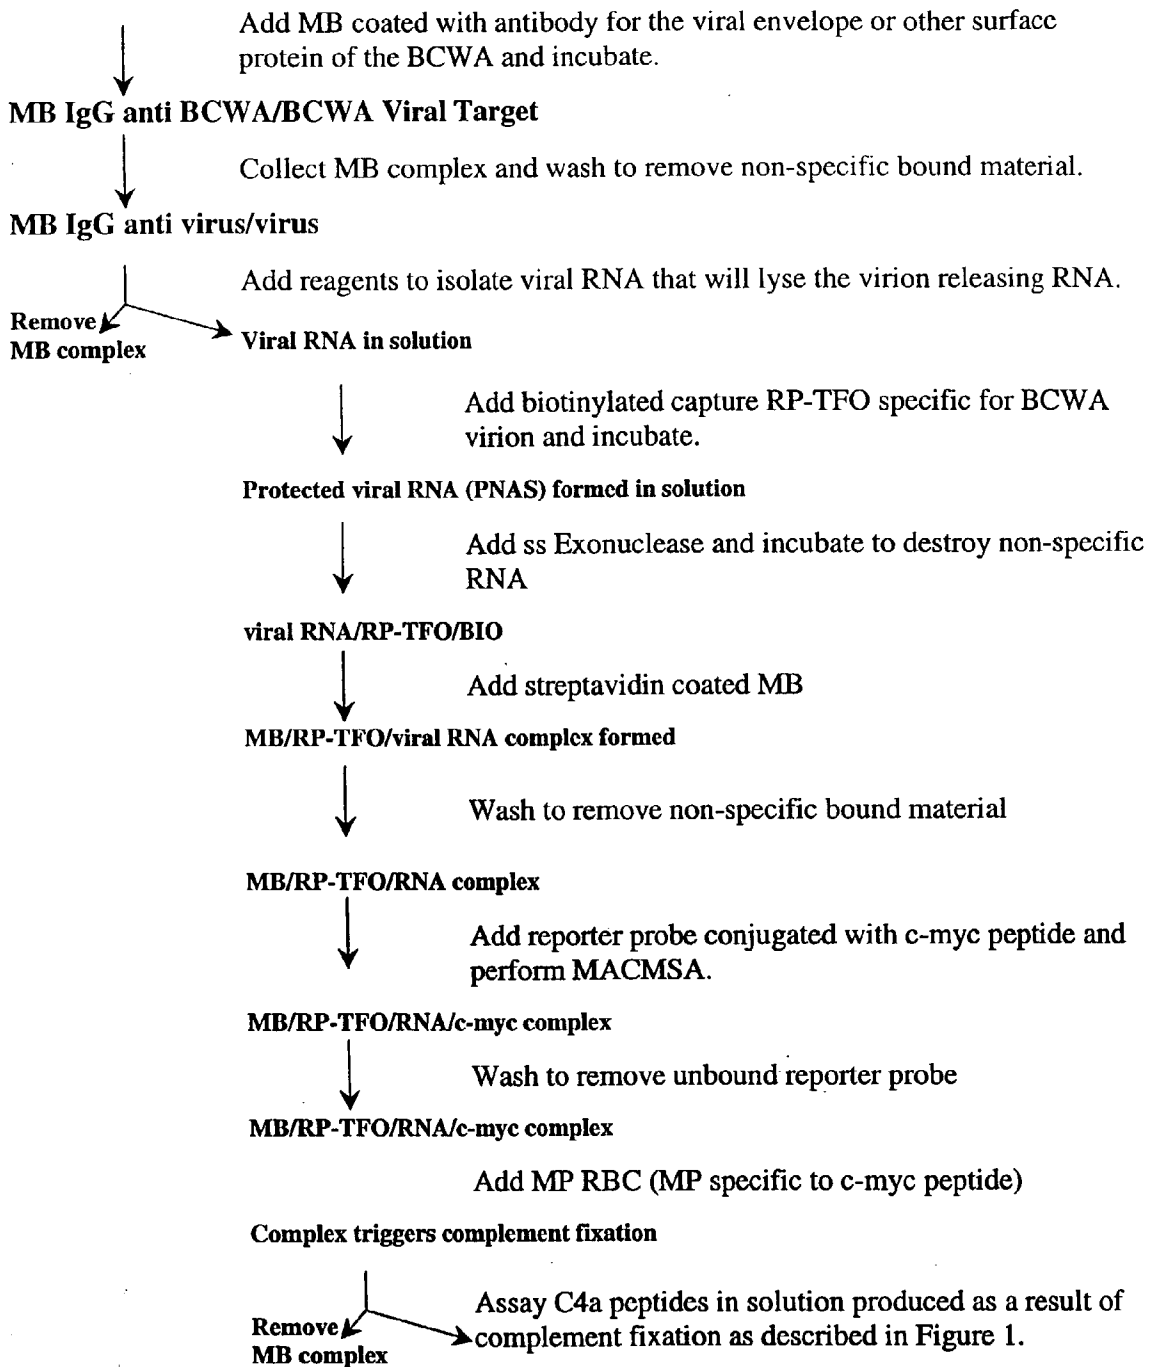 Add MB coated with antibody for the viral envelope or other surface
protein of the BCWA and incubate.
MB IgG anti BCWA/BCWA Viral Target
Collect MB complex and wash to remove non-specific bound material.
MB IgG anti virus/virus
Add reagents to isolate viral RNA that will lyse the virion releasing RNA.
Remove
MB complex
Viral RNA in solution
Add biotinylated capture RP-TFO specific for BCWA
virion and incubate.
Protected viral RNA (PNAS) formed in solution
Add ss Exonuclease and incubate to destroy non-specific
RNA
viral RNA/RP-TFO/BIO
Add streptavidin coated MB
MB/RP-TFO/viral RNA complex formed
Wash to remove non-specific bound material
MB/RP-TFO/RNA complex
Add reporter probe conjugated with c-myc peptide and
perform MACMSA.
MB/RP-TFO/RNA/c-myc complex
Wash to remove unbound reporter probe
MB/RP-TFO/RNA/c-myc complex
Add MP RBC (MP specific to c-myc peptide)
Complex triggers complement fixation
Remove
MB complex
Assay C4a peptides in solution produced as a result of
complement fixation as described in Figure 1.